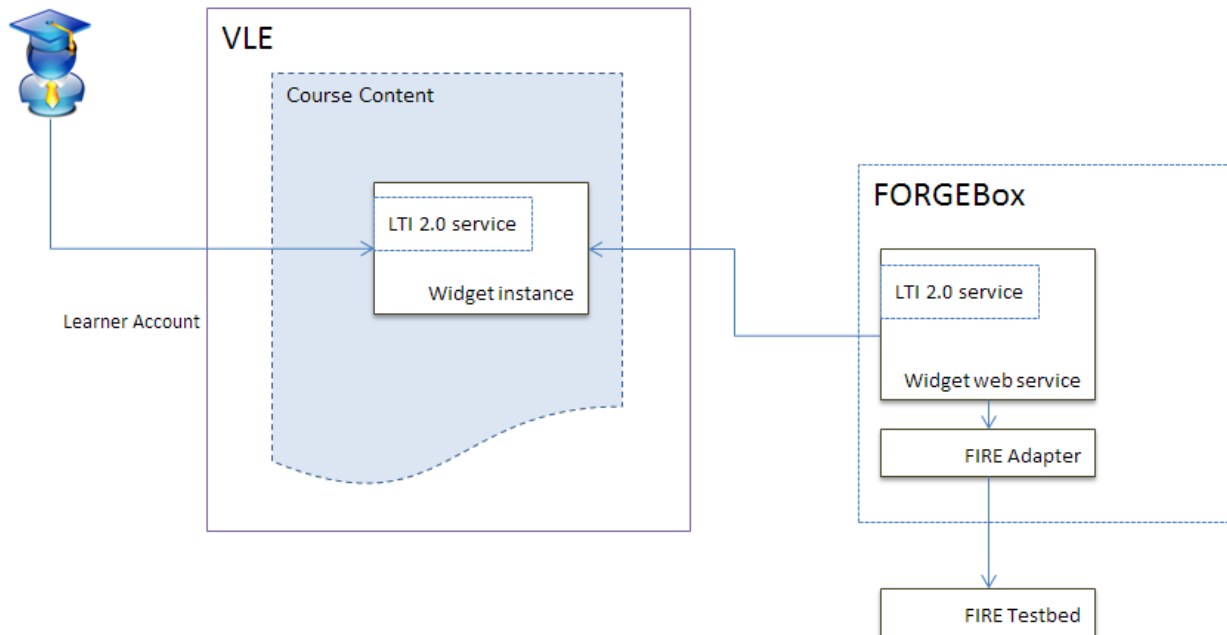 VLE
Course Content
LTI 2.0 service
Widget instance
Learner Account
FORGEBox
LTI 2.0 service
Widget web service
FIRE Adapter
FIRE Testbed